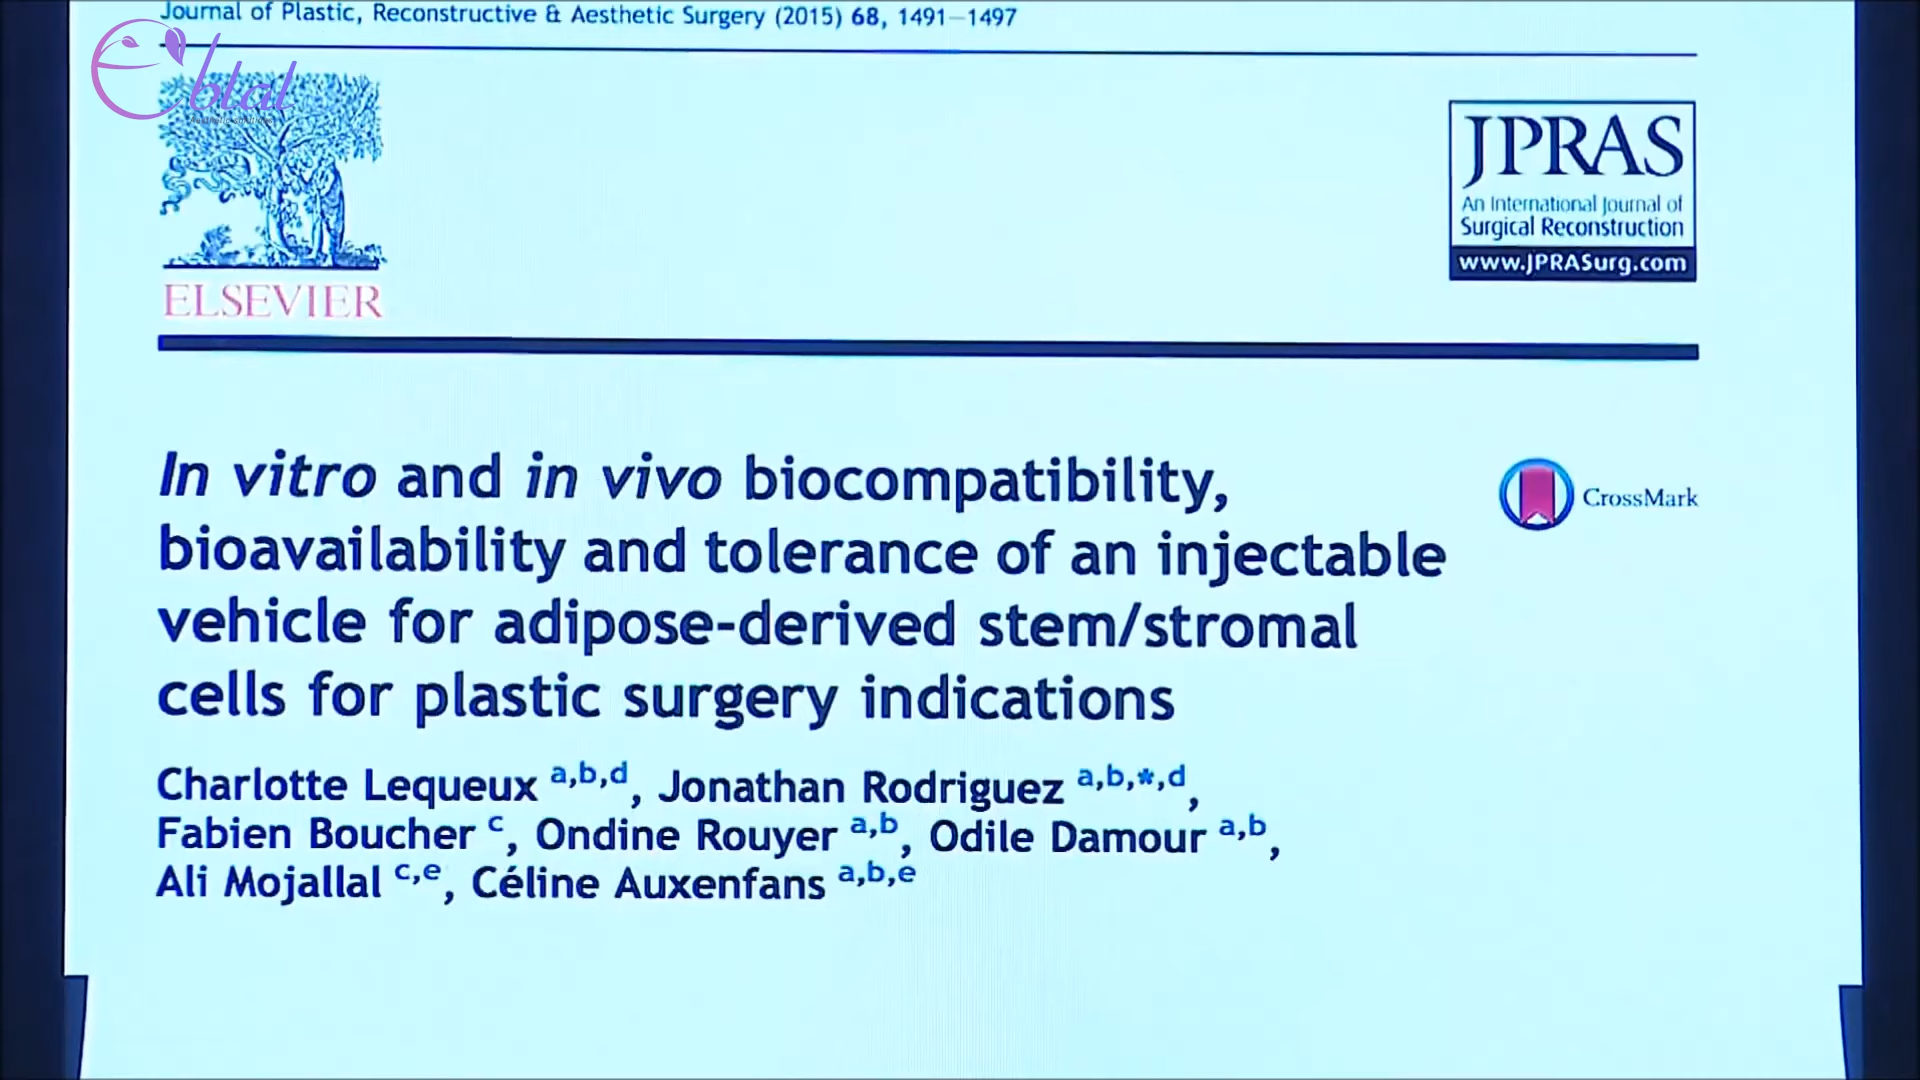 Journal of Plastic, Reconstructive & Aesthetic Surgery (2015) 68, 1491–1497
Eblal
ELSEVIER
JPRAS
An International Journal of
Surgical Reconstruction
www.JPRASurg.com
In vitro and in vivo biocompatibility,
bioavailability and tolerance of an injectable
vehicle for adipose-derived stem/stromal
cells for plastic surgery indications
CrossMark
Charlotte Lequeux a,b,d, Jonathan Rodriguez a,b,*,d,
Fabien Boucher c, Ondine Rouyer a,b, Odile Damour a,b,
Ali Mojallal c,e, Céline Auxenfans a,b,e